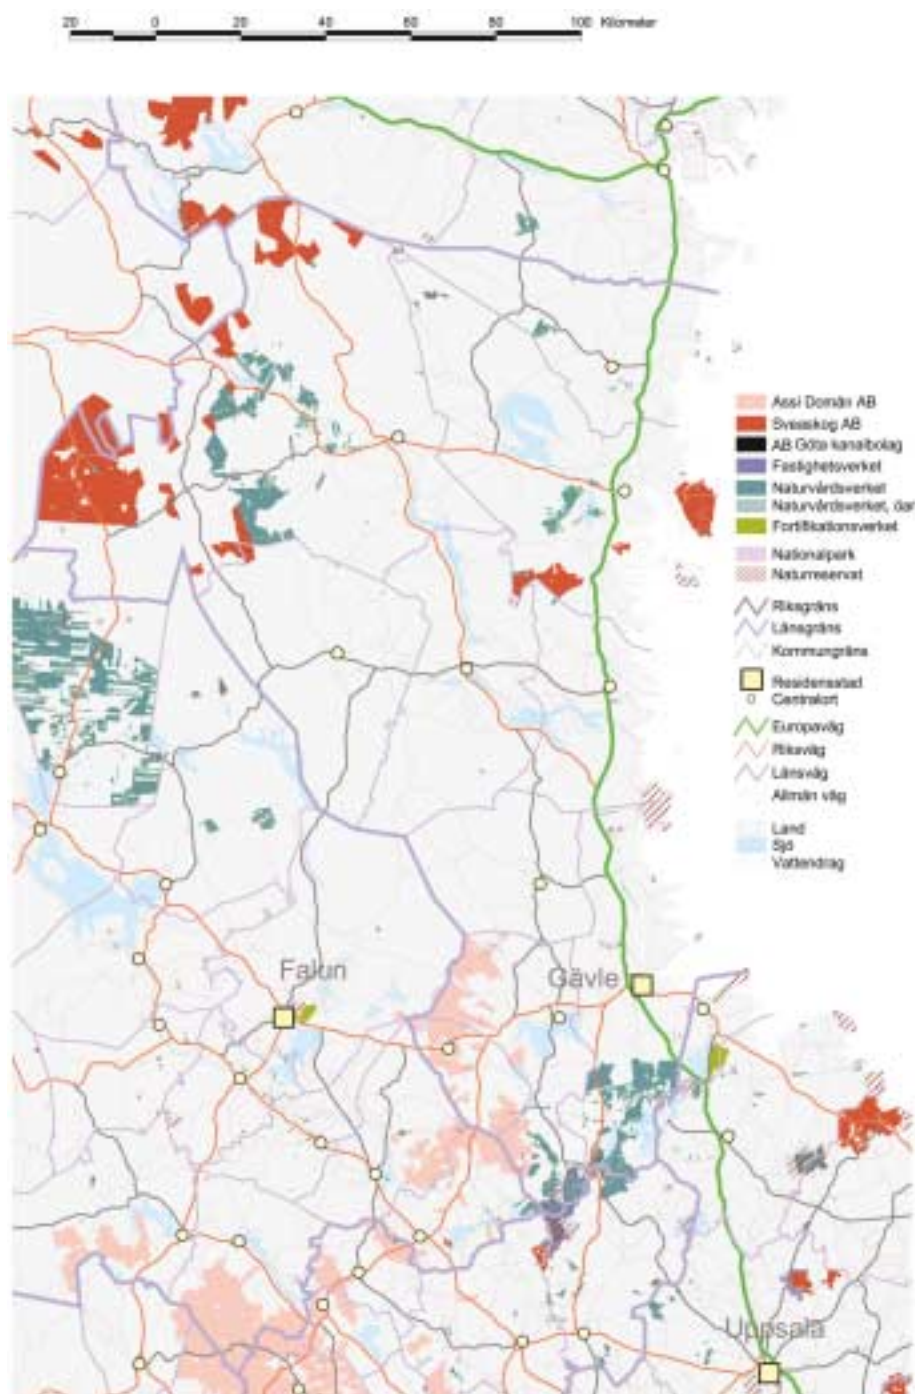 20 0 20 40 60 80 100 Kilometer
Assi Domän AB
Sveaskog AB
AB Göta kanalbolag
Fastighetsverket
Naturvårdsverket
Naturvårdsverket,
Fortifikationsverket
Nationalpark
Naturreservat
Riksgräns
Länsgräns
Kommungräns
Residensstad
Centralort
Europaväg
Riksväg
Länsväg
Allmän väg
Land
Sjö
Vattendrag
Falun
Gävle
Uppsala